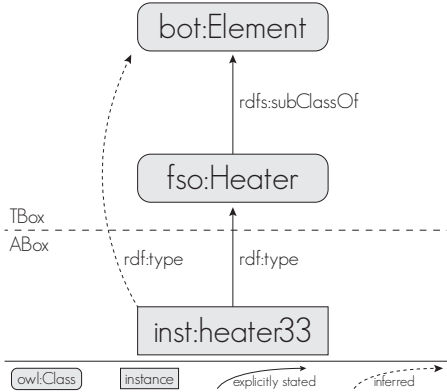 bot:Element
rdfs:subClassOf
fso:Heater
TBox
ABox
rdf:type
rdf:type
inst:heater33
owl:Class
instance
explicitly stated
inferred